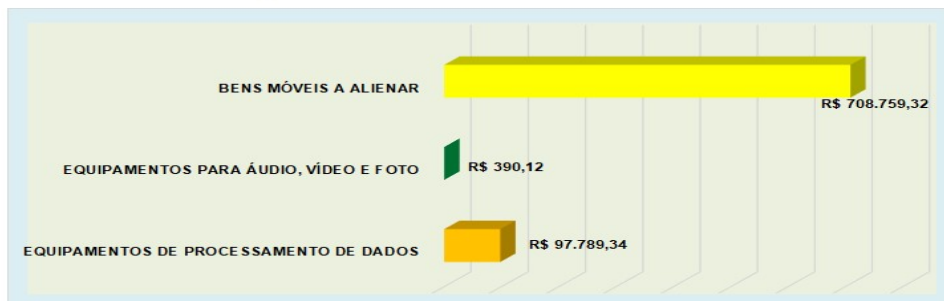 BENS MÓVEIS A ALIENAR
R$ 708.759,32
EQUIPAMENTOS PARA ÁUDIO, VÍDEO E FOTO
R$ 390,12
EQUIPAMENTOS DE PROCESSAMENTO DE DADOS
R$ 97.789,34